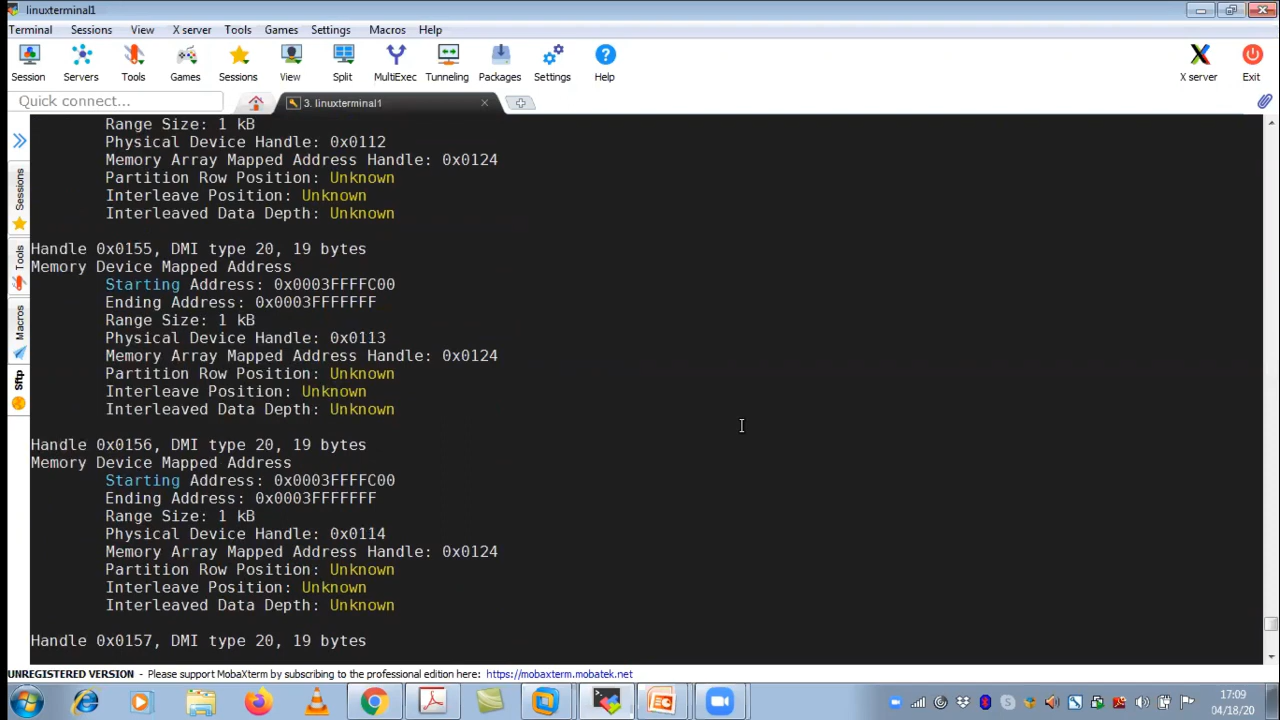 linuxterminal1
Terminal Sessions View X server Tools Games Settings Macros Help
Session Servers Tools Games Sessions View Split MultiExec Tunneling Packages Settings Help X server Exit
Quick connect...
3. linuxterminal1
Range Size: 1 kB
Physical Device Handle: 0x0112
Memory Array Mapped Address Handle: 0x0124
Partition Row Position: Unknown
Interleave Position: Unknown
Interleaved Data Depth: Unknown
Handle 0x0155, DMI type 20, 19 bytes
Memory Device Mapped Address
Starting Address: 0x0003FFFFC00
Ending Address: 0x0003FFFFFFF
Range Size: 1 kB
Physical Device Handle: 0x0113
Memory Array Mapped Address Handle: 0x0124
Partition Row Position: Unknown
Interleave Position: Unknown
Interleaved Data Depth: Unknown
Handle 0x0156, DMI type 20, 19 bytes
Memory Device Mapped Address
Starting Address: 0x0003FFFFC00
Ending Address: 0x0003FFFFFFF
Range Size: 1 kB
Physical Device Handle: 0x0114
Memory Array Mapped Address Handle: 0x0124
Partition Row Position: Unknown
Interleave Position: Unknown
Interleaved Data Depth: Unknown
Handle 0x0157, DMI type 20, 19 bytes
Sessions
Tools
Macros
Sftp
UNREGISTERED VERSION - Please support MobaXterm by subscribing to the professional edition here: https://mobaxterm.mobatek.net
17:09
04/18/20